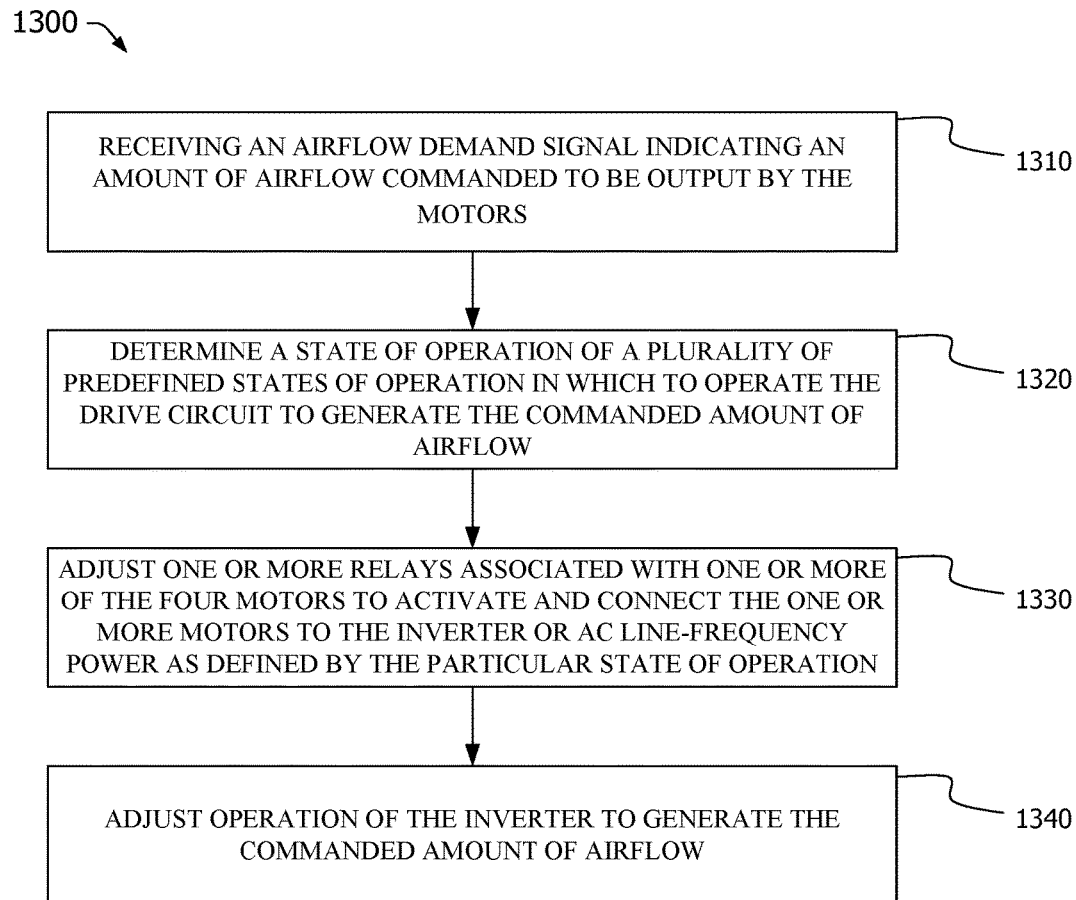 1300
RECEIVING AN AIRFLOW DEMAND SIGNAL INDICATING AN
AMOUNT OF AIRFLOW COMMANDED TO BE OUTPUT BY THE
MOTORS
1310
DETERMINE A STATE OF OPERATION OF A PLURALITY OF
PREDEFINED STATES OF OPERATION IN WHICH TO OPERATE THE
DRIVE CIRCUIT TO GENERATE THE COMMANDED AMOUNT OF
AIRFLOW
1320
ADJUST ONE OR MORE RELAYS ASSOCIATED WITH ONE OR MORE
OF THE FOUR MOTORS TO ACTIVATE AND CONNECT THE ONE OR
MORE MOTORS TO THE INVERTER OR AC LINE-FREQUENCY
POWER AS DEFINED BY THE PARTICULAR STATE OF OPERATION
1330
ADJUST OPERATION OF THE INVERTER TO GENERATE THE
COMMANDED AMOUNT OF AIRFLOW
1340